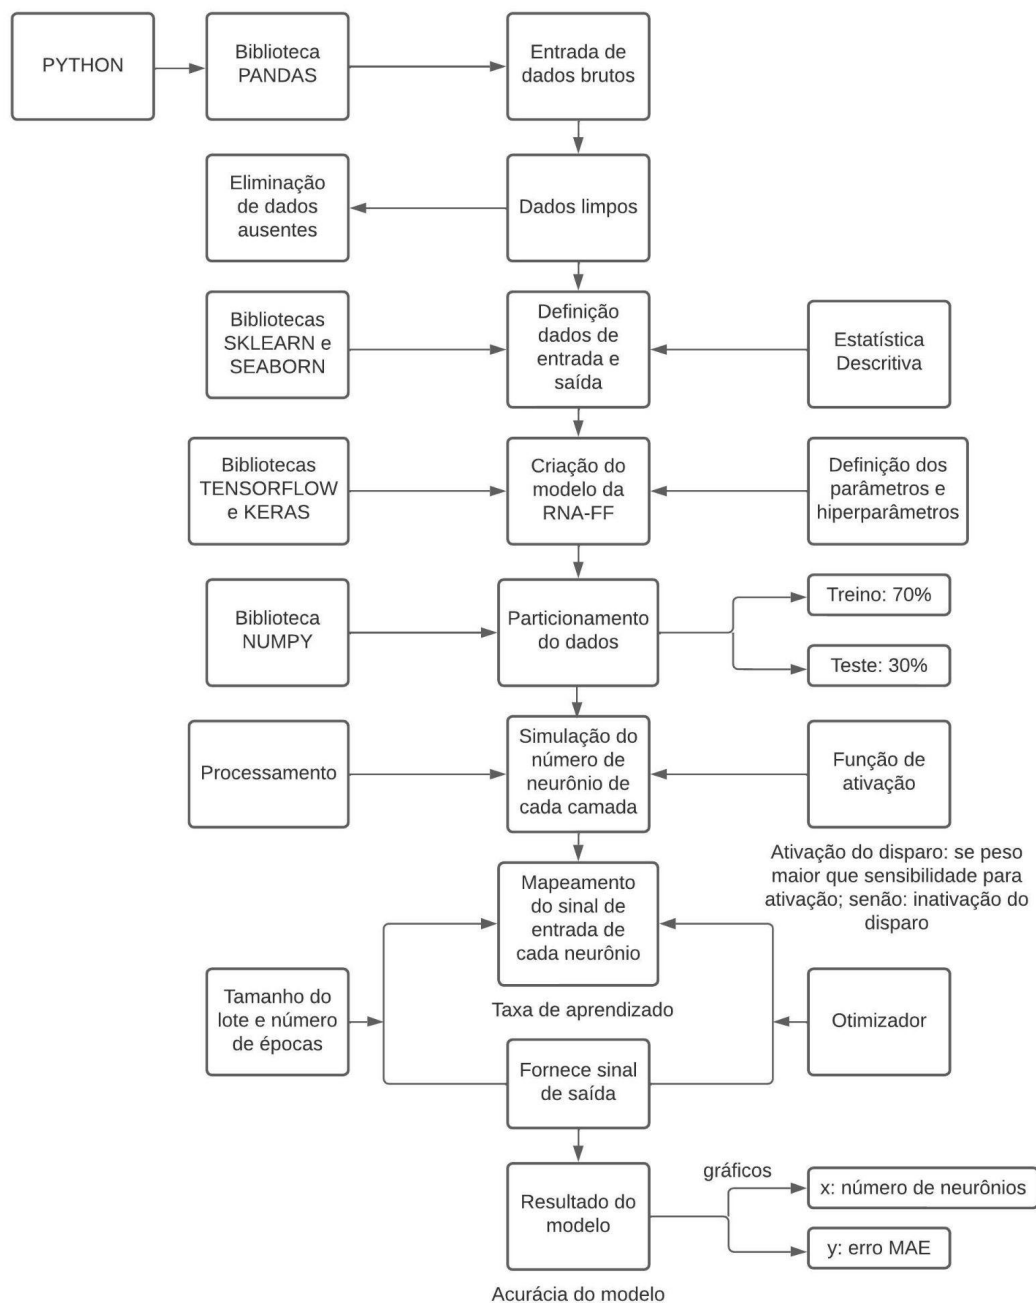 PYTHON
Biblioteca
PANDAS
Entrada de
dados brutos
Eliminação
de dados
ausentes
Dados limpos
Bibliotecas
SKLEARN e
SEABORN
Definição
dados de
entrada e
saída
Estatística
Descritiva
Bibliotecas
TENSORFLOW
e KERAS
Criação do
modelo da
RNA-FF
Definição dos
parâmetros e
hiperparâmetros
Biblioteca
NUMPY
Particionamento
do dados
Treino: 70%
Teste: 30%
Processamento
Simulação do
número de
neurônio de
cada camada
Função de
ativação
Ativação do disparo: se peso
maior que sensibilidade para
ativação; senão: inativação do
disparo
Mapeamento
do sinal de
entrada de
cada neurônio
Tamanho do
lote e número
de épocas
Taxa de aprendizado
Otimizador
Fornece sinal
de saída
Resultado do
modelo
gráficos
x: número de neurônios
y: erro MAE
Acurácia do modelo